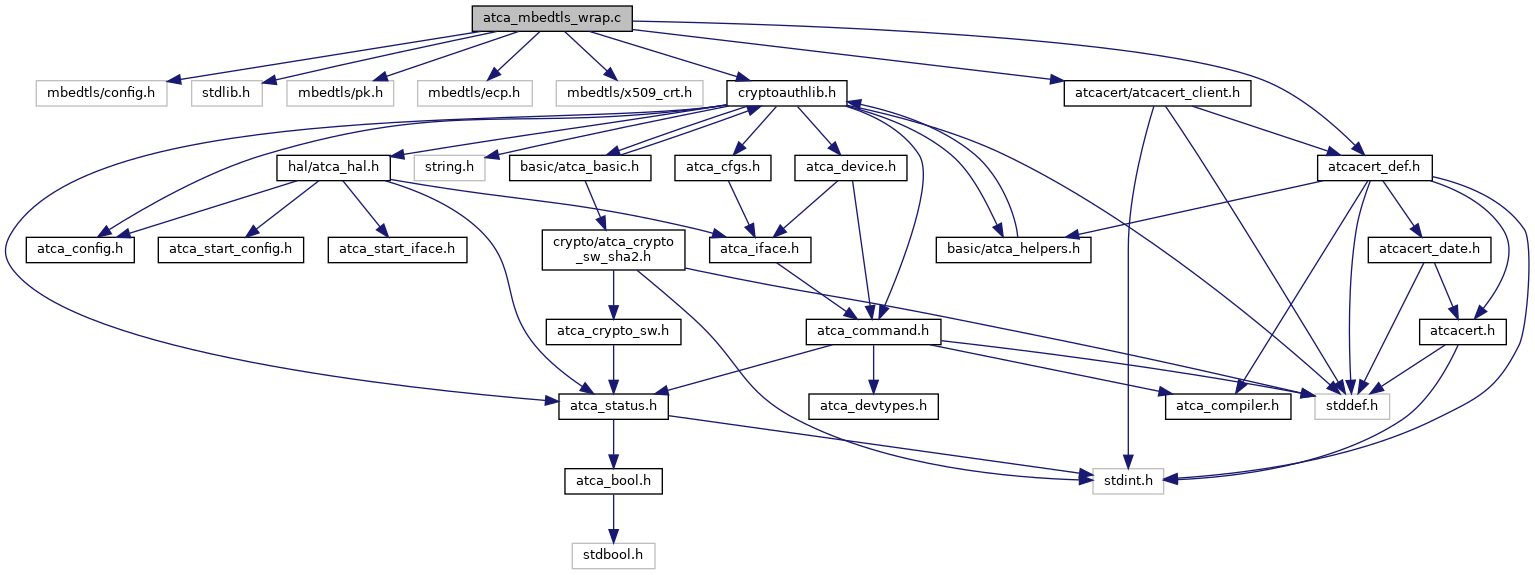 atca_mbedtls_wrap.c
mbedtls/config.h
stdlib.h
mbedtls/pk.h
mbedtls/ecp.h
mbedtls/x509_crt.h
cryptoauthlib.h
atcacert/atcacert_client.h
hal/atca_hal.h
string.h
basic/atca_basic.h
atca_cfgs.h
atca_device.h
atcacert_def.h
atca_config.h
atca_start_config.h
atca_start_iface.h
crypto/atca_crypto
_sw_sha2.h
atca_iface.h
basic/atca_helpers.h
atcacert_date.h
atca_crypto_sw.h
atca_command.h
atcacert.h
atca_status.h
atca_devtypes.h
atca_compiler.h
stddef.h
atca_bool.h
stdint.h
stdbool.h